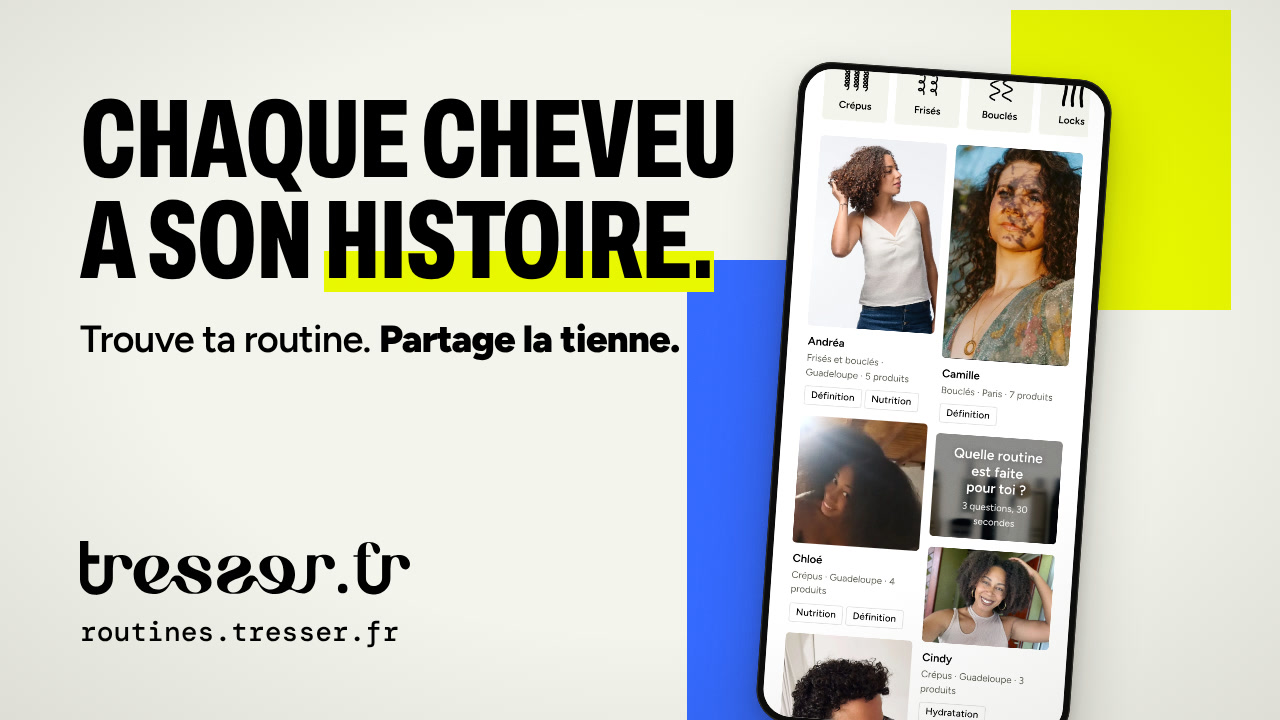 CHAQUE CHEVEU
A SON HISTOIRE.
Trouve ta routine. Partage la tienne.
tresser.fr
routines.tresser.fr
Crépus
Frisés
Bouclés
Locks
Andréa
Frisés et bouclés ·
Guadeloupe · 5 produits
Définition
Nutrition
Camille
Bouclés · Paris · 7 produits
Définition
Chloé
Crépus · Guadeloupe · 4
produits
Nutrition
Définition
Quelle routine
est faite
pour toi ?
3 questions, 30
secondes
Cindy
Crépus · Guadeloupe · 3
produits
Hydratation